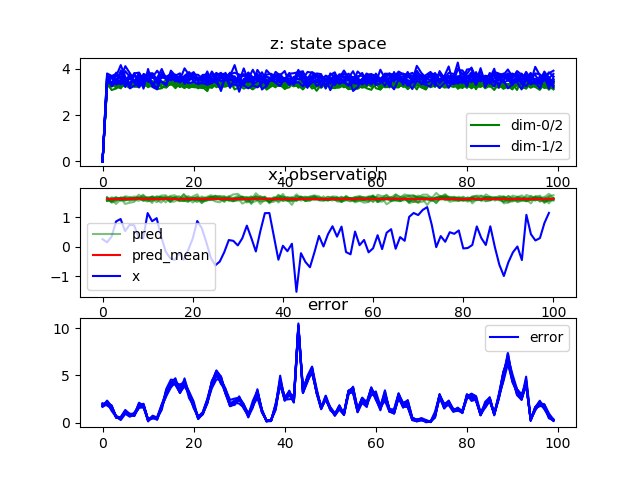 z: state space
4
2
0
dim-0/2
dim-1/2
0 20 40 60 80 100
x: observation
1
0
−1
pred
pred_mean
x
0 20 40 60 80 100
error
10
5
0
error
0 20 40 60 80 100